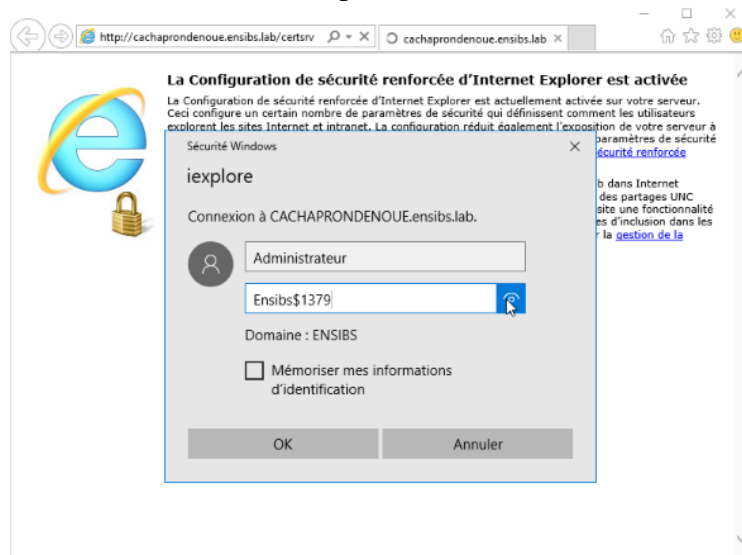 http://cachaprondenoue.ensibs.lab/certsrv
cachaprondenoue.ensibs.lab
La Configuration de sécurité renforcée d'Internet Explorer est activée
La Configuration de sécurité renforcée d'Internet Explorer est actuellement activée sur votre serveur.
Ceci configure un certain nombre de paramètres de sécurité qui définissent comment les utilisateurs
explorent les sites Internet et intranet. La configuration réduit également l'exposition de votre serveur à
paramètres de sécurité
écurité renforcée
b dans Internet
des partages UNC
site une fonctionnalité
es d'inclusion dans les
la gestion de la
Sécurité Windows
iexplore
Connexion à CACHAPRONDENOUE.ensibs.lab.
Administrateur
Ensibs$1379
Domaine : ENSIBS
Mémoriser mes informations
d'identification
OK
Annuler